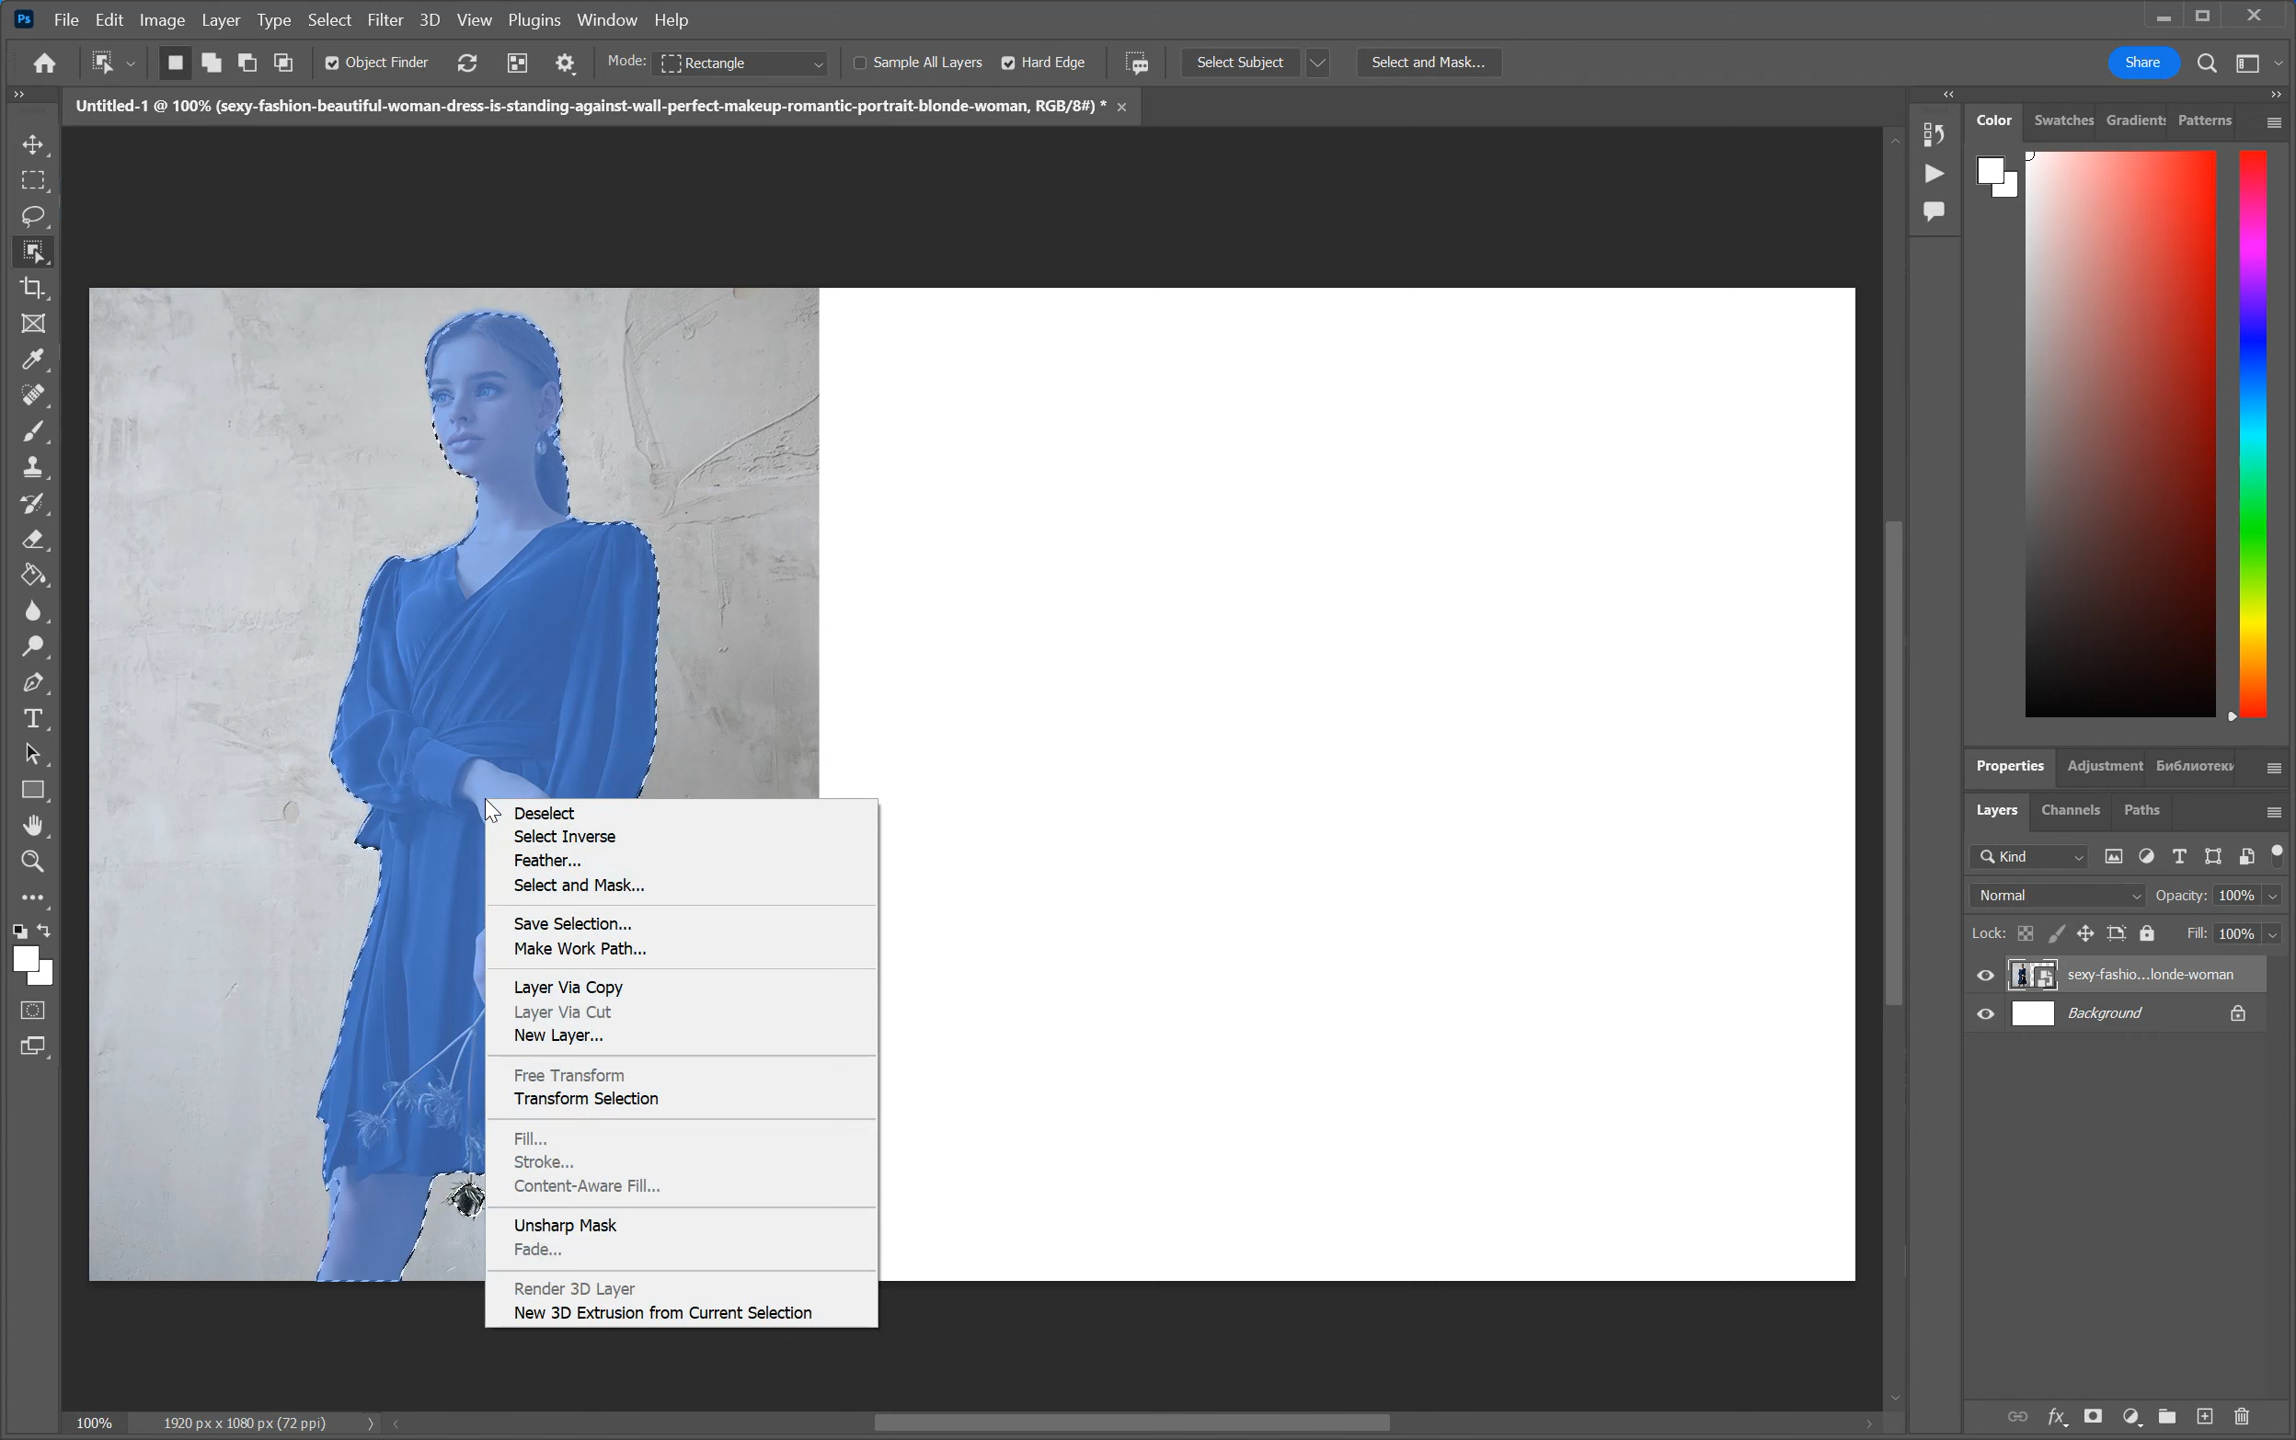 Ps File Edit Image Layer Type Select Filter 3D View Plugins Window Help
Object Finder Mode: Rectangle Sample All Layers Hard Edge Select Subject Select and Mask... Share
Untitled-1 @ 100% (sexy-fashion-beautiful-woman-dress-is-standing-against-wall-perfect-makeup-romantic-portrait-blonde-woman, RGB/8#) *
Color Swatches Gradients Patterns
Deselect
Select Inverse
Feather...
Select and Mask...
Save Selection...
Make Work Path...
Layer Via Copy
Layer Via Cut
New Layer...
Free Transform
Transform Selection
Fill...
Stroke...
Content-Aware Fill...
Unsharp Mask
Fade...
Render 3D Layer
New 3D Extrusion from Current Selection
Properties Adjustment Библиотеки
Layers Channels Paths
Kind
Normal Opacity: 100%
Lock: Fill: 100%
sexy-fashio...londe-woman
Background
fx
100% 1920 px x 1080 px (72 ppi)